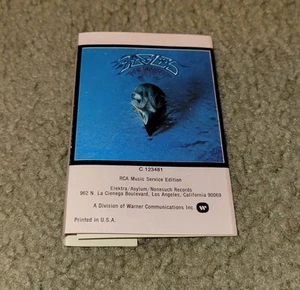 EAGLES
C 123481
RCA Music Service Edition
Elektra/Asylum/Nonesuch Records
962 N. La Cienega Boulevard, Los Angeles, California 90069
A Division of Warner Communications Inc.
Printed in U.S.A.